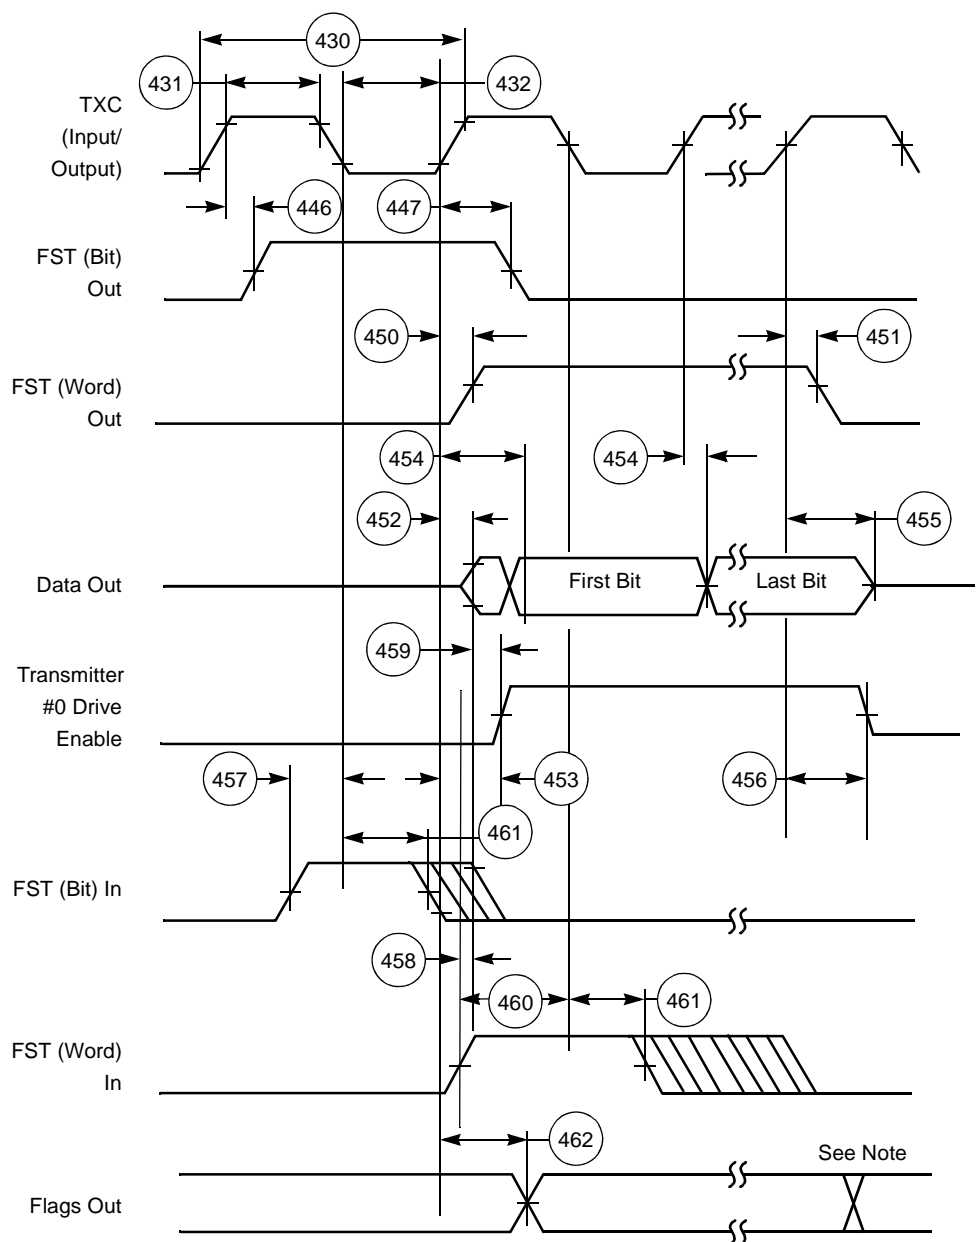 430
431
432
TXC
(Input/
Output)
446
447
FST (Bit)
Out
450
451
FST (Word)
Out
454
454
452
455
Data Out
First Bit
Last Bit
459
Transmitter
#0 Drive
Enable
457
453
456
461
FST (Bit) In
458
460
461
FST (Word)
In
462
See Note
Flags Out